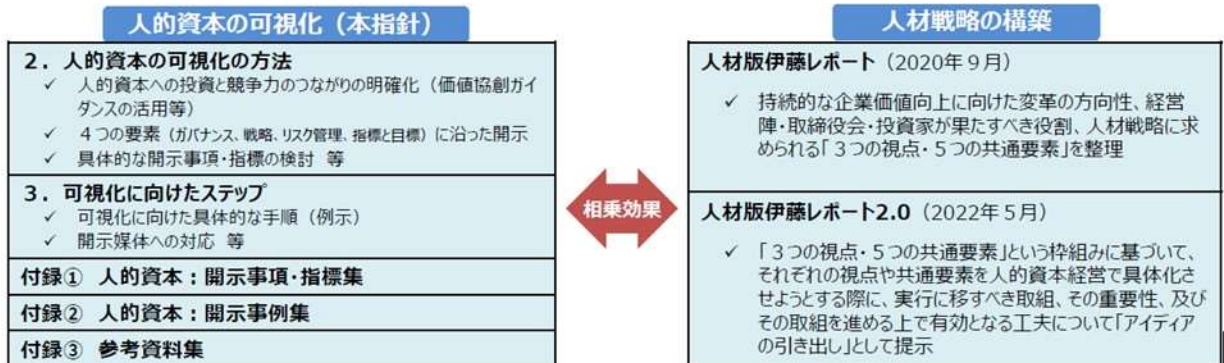 人的資本の可視化（本指針）
2．人的資本の可視化の方法
✓ 人的資本への投資と競争力のつながりの明確化（価値協創ガイ
ダンスの活用等）
✓ ４つの要素（ガバナンス、戦略、リスク管理、指標と目標）に沿った開示
✓ 具体的な開示事項・指標の検討 等
3．可視化に向けたステップ
✓ 可視化に向けた具体的な手順（例示）
✓ 開示媒体への対応 等
付録① 人的資本：開示事項・指標集
付録② 人的資本：開示事例集
付録③ 参考資料集
相乗効果
人材戦略の構築
人材版伊藤レポート（2020年９月）
✓ 持続的な企業価値向上に向けた変革の方向性、経営
陣・取締役会・投資家が果たすべき役割、人材戦略に求
められる「３つの視点・５つの共通要素」を整理
人材版伊藤レポート2.0（2022年５月）
✓ 「３つの視点・５つの共通要素」という枠組みに基づいて、
それぞれの視点や共通要素を人的資本経営で具体化さ
せようとする際に、実行に移すべき取組、その重要性、及び
その取組を進める上で有効となる工夫について「アイディア
の引き出し」として提示